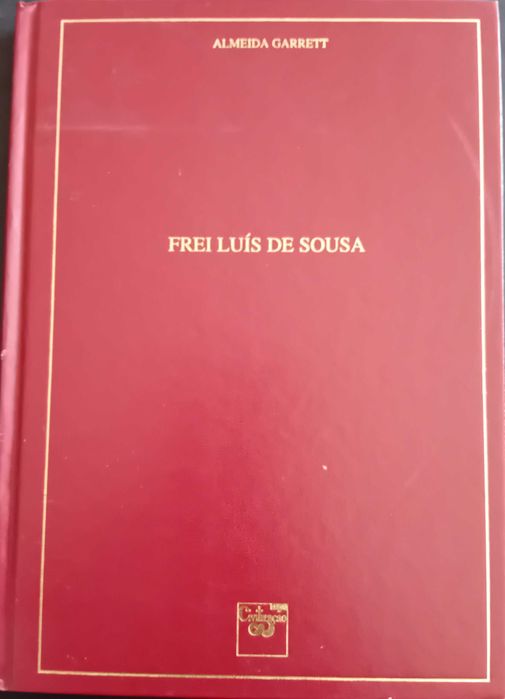 ALMEIDA GARRETT
FREI LUÍS DE SOUSA
Civilização